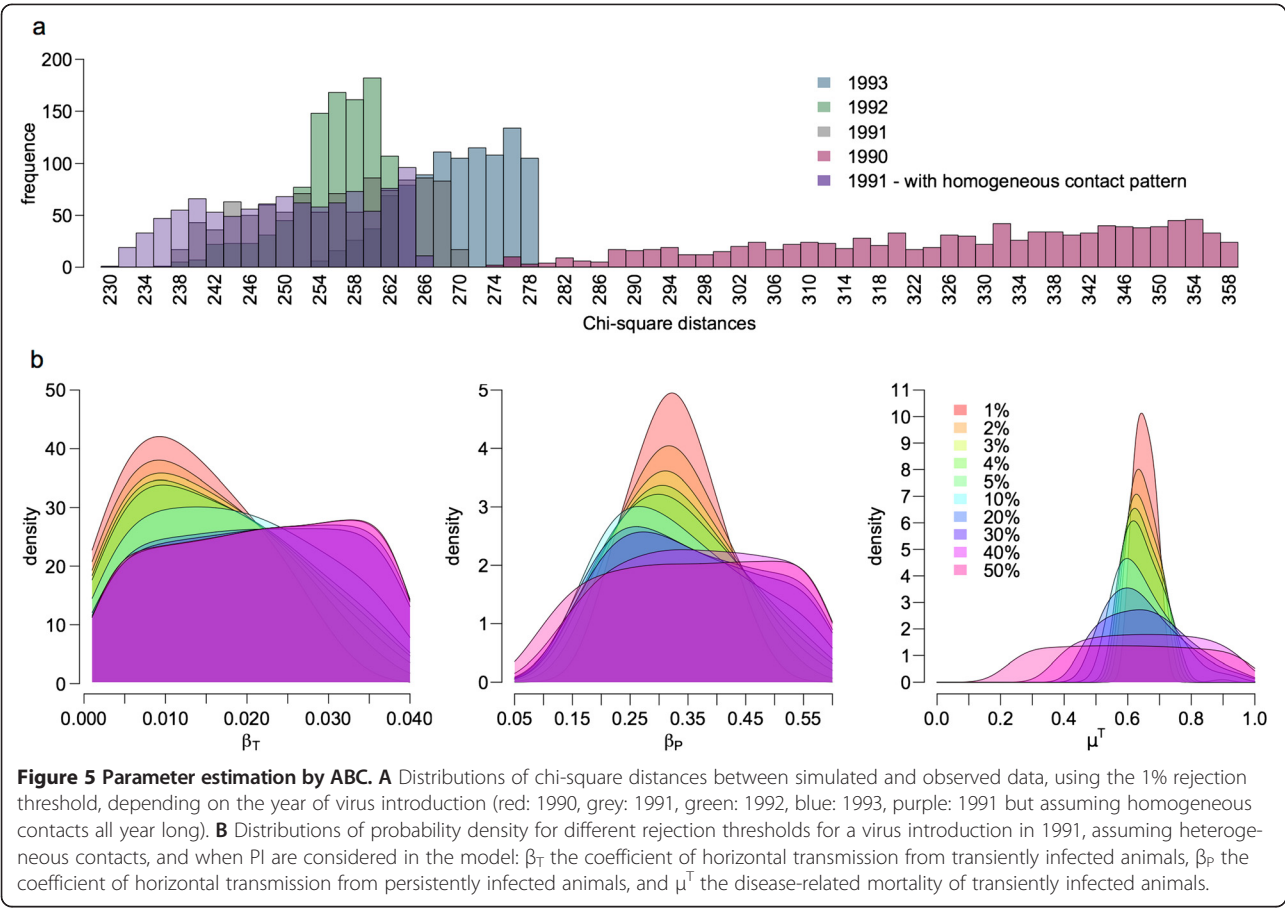 a
200
150
100
50
0
frequence
1993
1992
1991
1990
1991 - with homogeneous contact pattern
230 234 238 242 246 250 254 258 262 266 270 274 278 282 286 290 294 298 302 306 310 314 318 322 326 330 334 338 342 346 350 354 358
Chi-square distances
b
50
40
30
20
10
0
density
0.000 0.010 0.020 0.030 0.040
βT
5
4
3
2
1
0
density
0.05 0.15 0.25 0.35 0.45 0.55
βP
11
10
9
8
7
6
5
4
3
2
1
0
density
1%
2%
3%
4%
5%
10%
20%
30%
40%
50%
0.0 0.2 0.4 0.6 0.8 1.0
μT
Figure 5 Parameter estimation by ABC. A Distributions of chi-square distances between simulated and observed data, using the 1% rejection
threshold, depending on the year of virus introduction (red: 1990, grey: 1991, green: 1992, blue: 1993, purple: 1991 but assuming homogeneous
contacts all year long). B Distributions of probability density for different rejection thresholds for a virus introduction in 1991, assuming heteroge-
neous contacts, and when PI are considered in the model: βT the coefficient of horizontal transmission from transiently infected animals, βP the
coefficient of horizontal transmission from persistently infected animals, and μT the disease-related mortality of transiently infected animals.